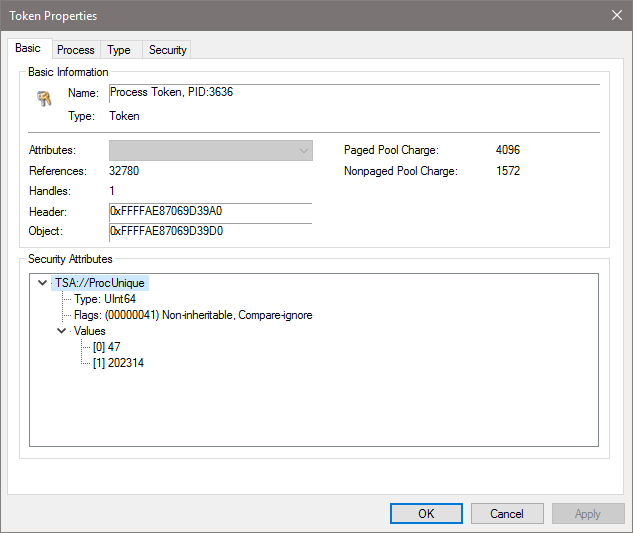 Token Properties
Basic Process Type Security
Basic Information
Name: Process Token, PID:3636
Type: Token
Attributes: Paged Pool Charge: 4096
References: 32780 Nonpaged Pool Charge: 1572
Handles: 1
Header: 0xFFFFAE87069D39A0
Object: 0xFFFFAE87069D39D0
Security Attributes
TSA://ProcUnique
Type: UInt64
Flags: (00000041) Non-inheritable, Compare-ignore
Values
[0] 47
[1] 202314
OK Cancel Apply